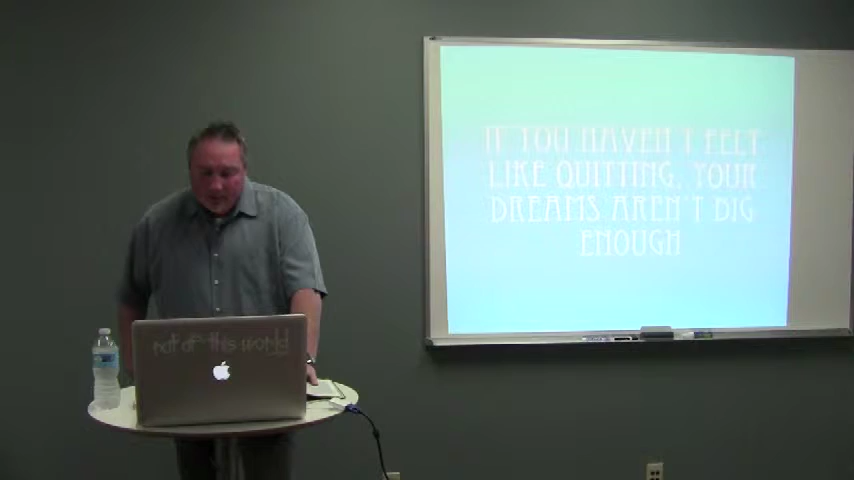 IF YOU HAVEN'T FELT
LIKE QUITTING, YOUR
DREAMS AREN'T BIG
ENOUGH
out of this world